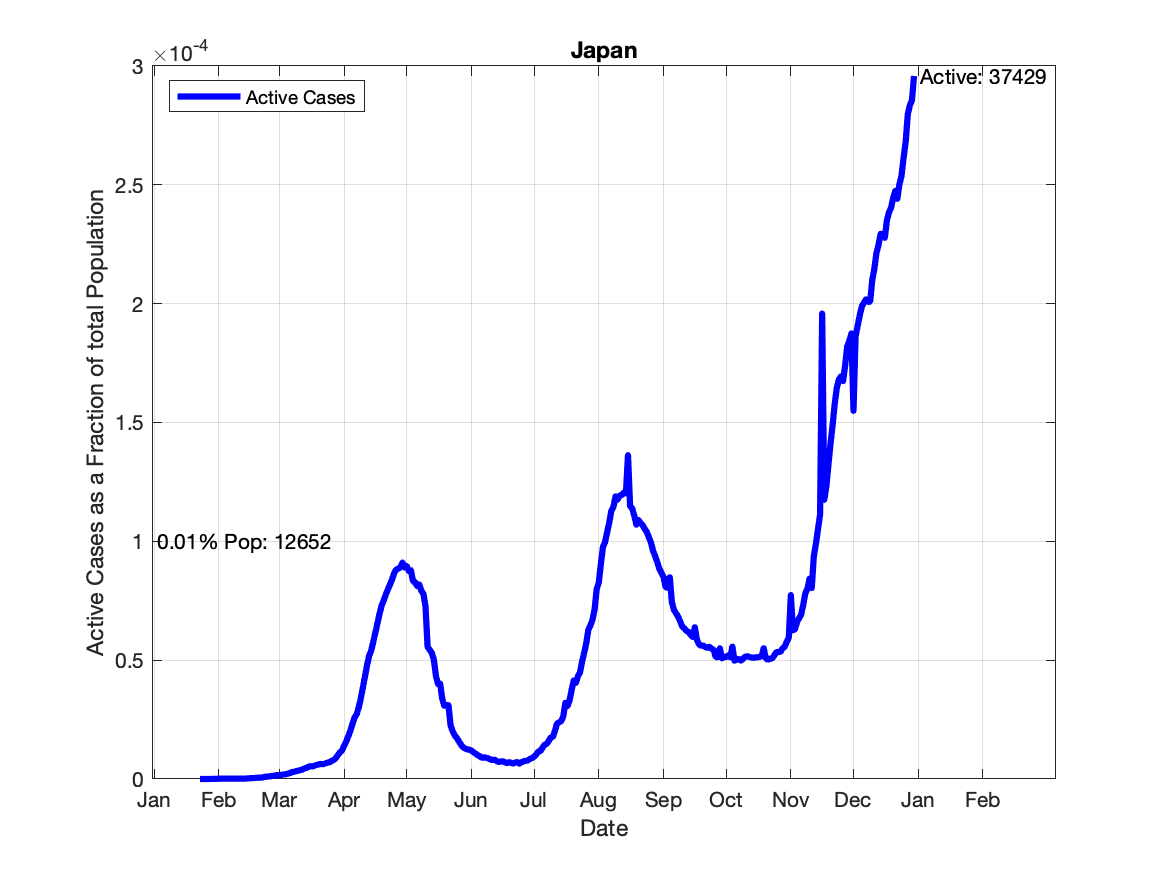 Japan
×10-4
Active Cases
Active: 37429
3
2.5
2
1.5
1
0.5
0
0.01% Pop: 12652
Active Cases as a Fraction of total Population
Jan Feb Mar Apr May Jun Jul Aug Sep Oct Nov Dec Jan Feb
Date